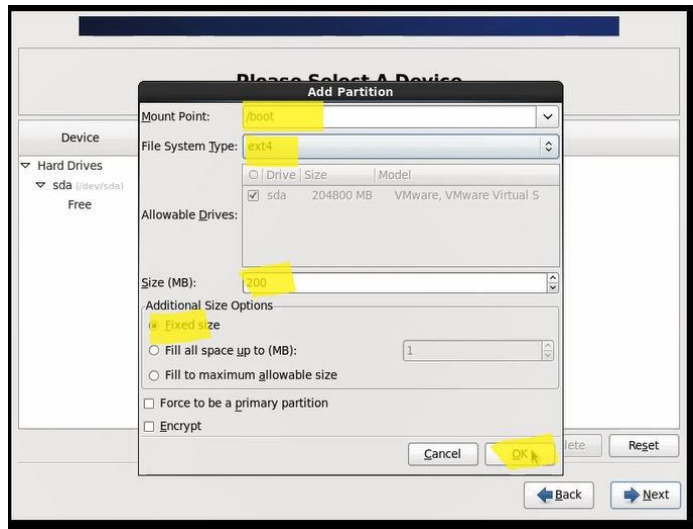 Please Select A Device
Add Partition
Mount Point: /boot
Device
File System Type: ext4
Hard Drives
Drive Size Model
sda (/dev/sda)
sda 204800 MB VMware, VMware Virtual S
Free
Allowable Drives:
Size (MB): 200
Additional Size Options
Fixed size
Fill all space up to (MB): 1
Fill to maximum allowable size
Force to be a primary partition
Encrypt
Cancel OK Reset
Back Next